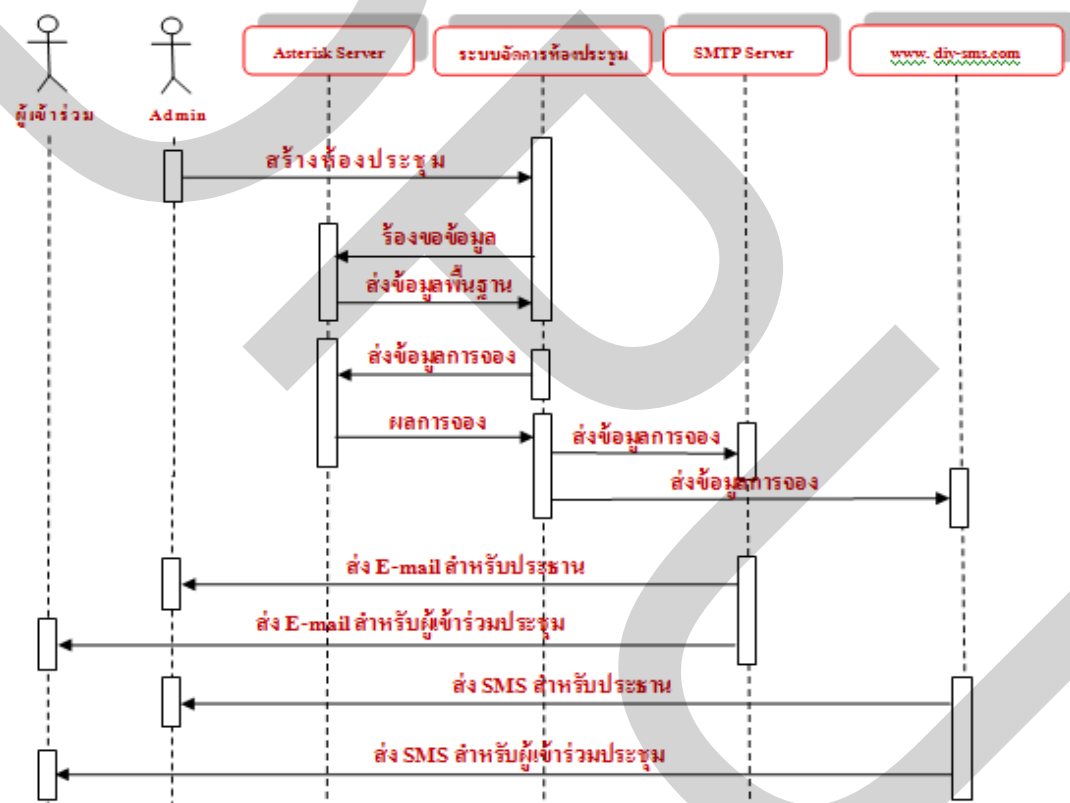 Asterisk Server
ระบบจัดการห้องประชุม
SMTP Server
www. diy-sms.com
ผู้เข้าร่วม
Admin
สร้างห้องประชุม
ร้องขอข้อมูล
ส่งข้อมูลพื้นฐาน
ส่งข้อมูลการจอง
ผลการจอง
ส่งข้อมูลการจอง
ส่งข้อมูลการจอง
ส่ง E-mail สำหรับประธาน
ส่ง E-mail สำหรับผู้เข้าร่วมประชุม
ส่ง SMS สำหรับประธาน
ส่ง SMS สำหรับผู้เข้าร่วมประชุม